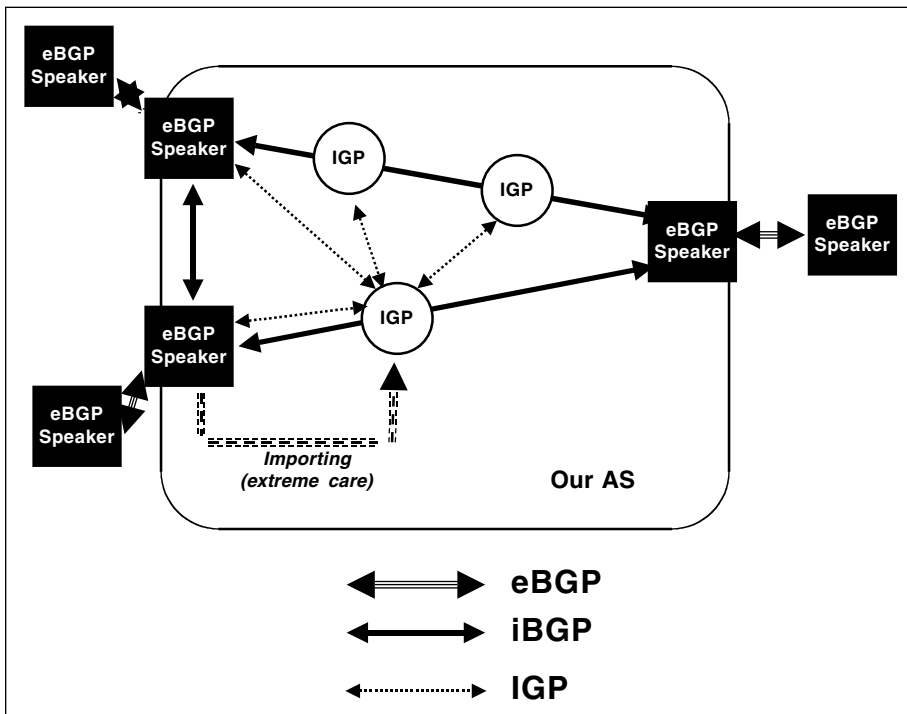 eBGP
Speaker
eBGP
Speaker
IGP
IGP
eBGP
Speaker
eBGP
Speaker
IGP
eBGP
Speaker
eBGP
Speaker
Importing
(extreme care)
Our AS
eBGP
iBGP
IGP